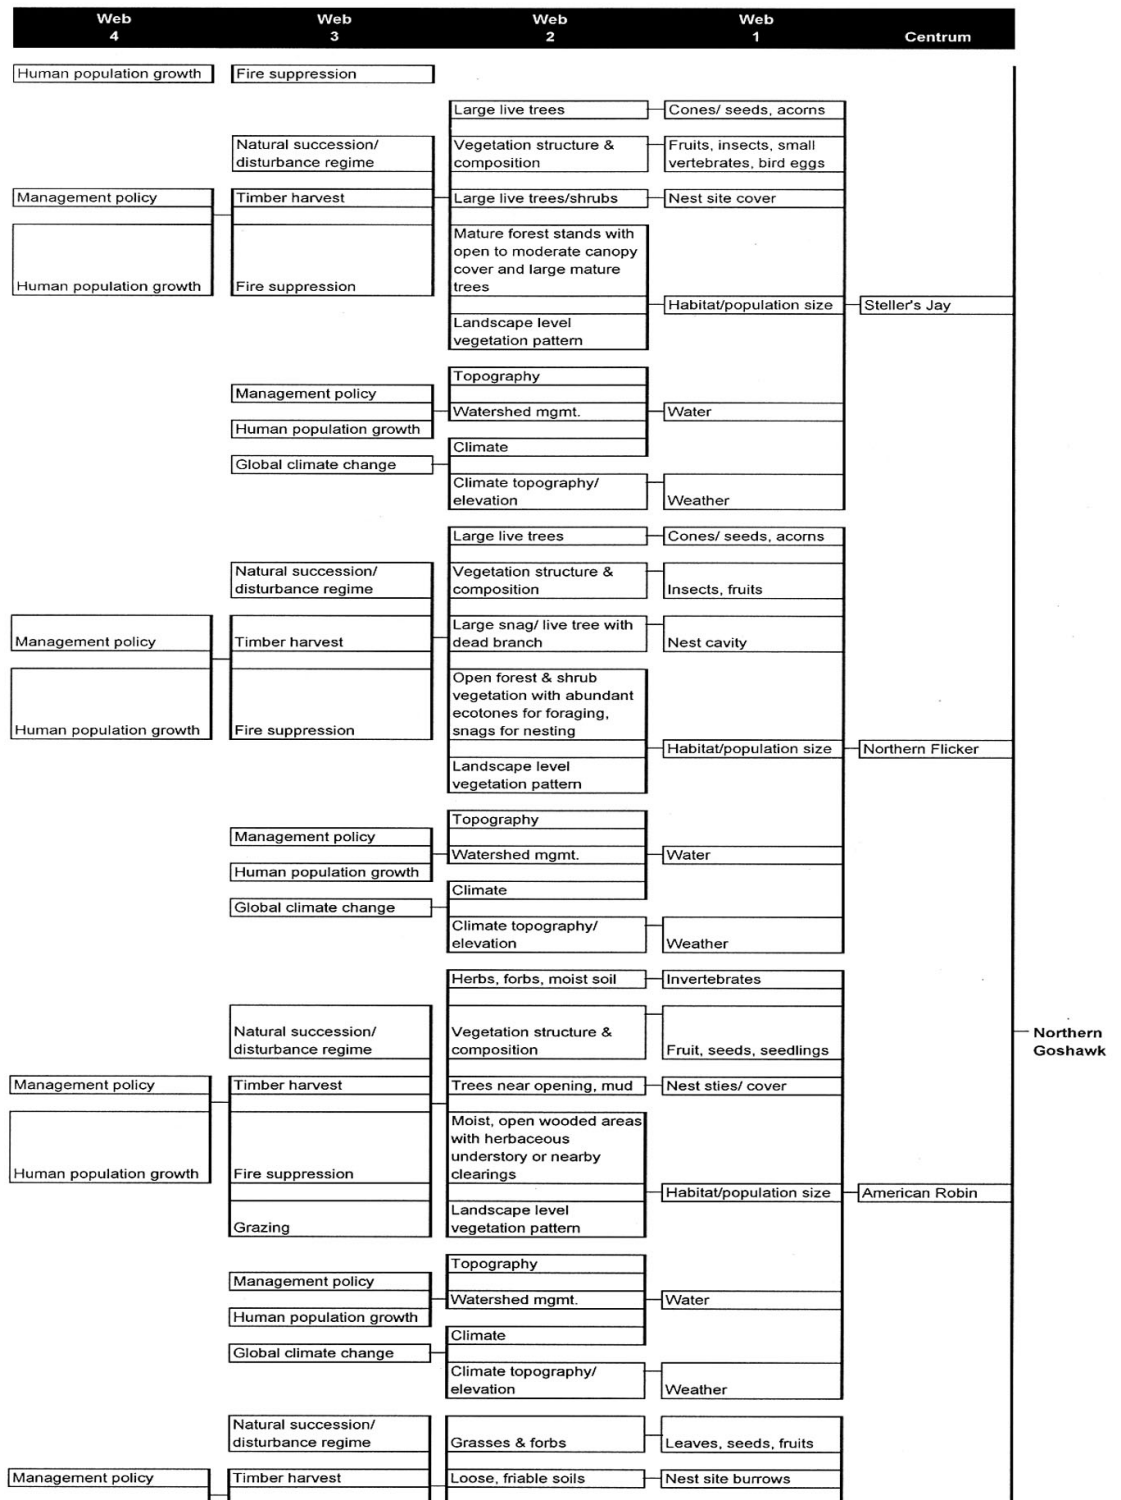 Web Web Web Web
4 3 2 1 Centrum
Human population growth Fire suppression
Large live trees Cones/ seeds, acorns
Natural succession/ Vegetation structure & Fruits, insects, small
disturbance regime composition vertebrates, bird eggs
Management policy Timber harvest Large live trees/shrubs Nest site cover
Mature forest stands with
open to moderate canopy
cover and large mature
Human population growth Fire suppression trees
Habitat/population size Steller's Jay
Landscape level
vegetation pattern
Topography
Management policy
Watershed mgmt. Water
Human population growth
Climate
Global climate change
Climate topography/
elevation Weather
Large live trees Cones/ seeds, acorns
Natural succession/ Vegetation structure &
disturbance regime composition Insects, fruits
Large snag/ live tree with
Management policy Timber harvest dead branch Nest cavity
Open forest & shrub
vegetation with abundant
ecotones for foraging,
Human population growth Fire suppression snags for nesting
Habitat/population size Northern Flicker
Landscape level
vegetation pattern
Topography
Management policy
Watershed mgmt. Water
Human population growth
Climate
Global climate change
Climate topography/
elevation Weather
Herbs, forbs, moist soil Invertebrates
Natural succession/ Vegetation structure & Northern
disturbance regime composition Fruit, seeds, seedlings Goshawk
Management policy Timber harvest Trees near opening, mud Nest sties/ cover
Moist, open wooded areas
with herbaceous
understory or nearby
Human population growth Fire suppression clearings
Habitat/population size American Robin
Landscape level
Grazing vegetation pattern
Topography
Management policy
Watershed mgmt. Water
Human population growth
Climate
Global climate change
Climate topography/
elevation Weather
Natural succession/
disturbance regime Grasses & forbs Leaves, seeds, fruits
Management policy Timber harvest Loose, friable soils Nest site burrows